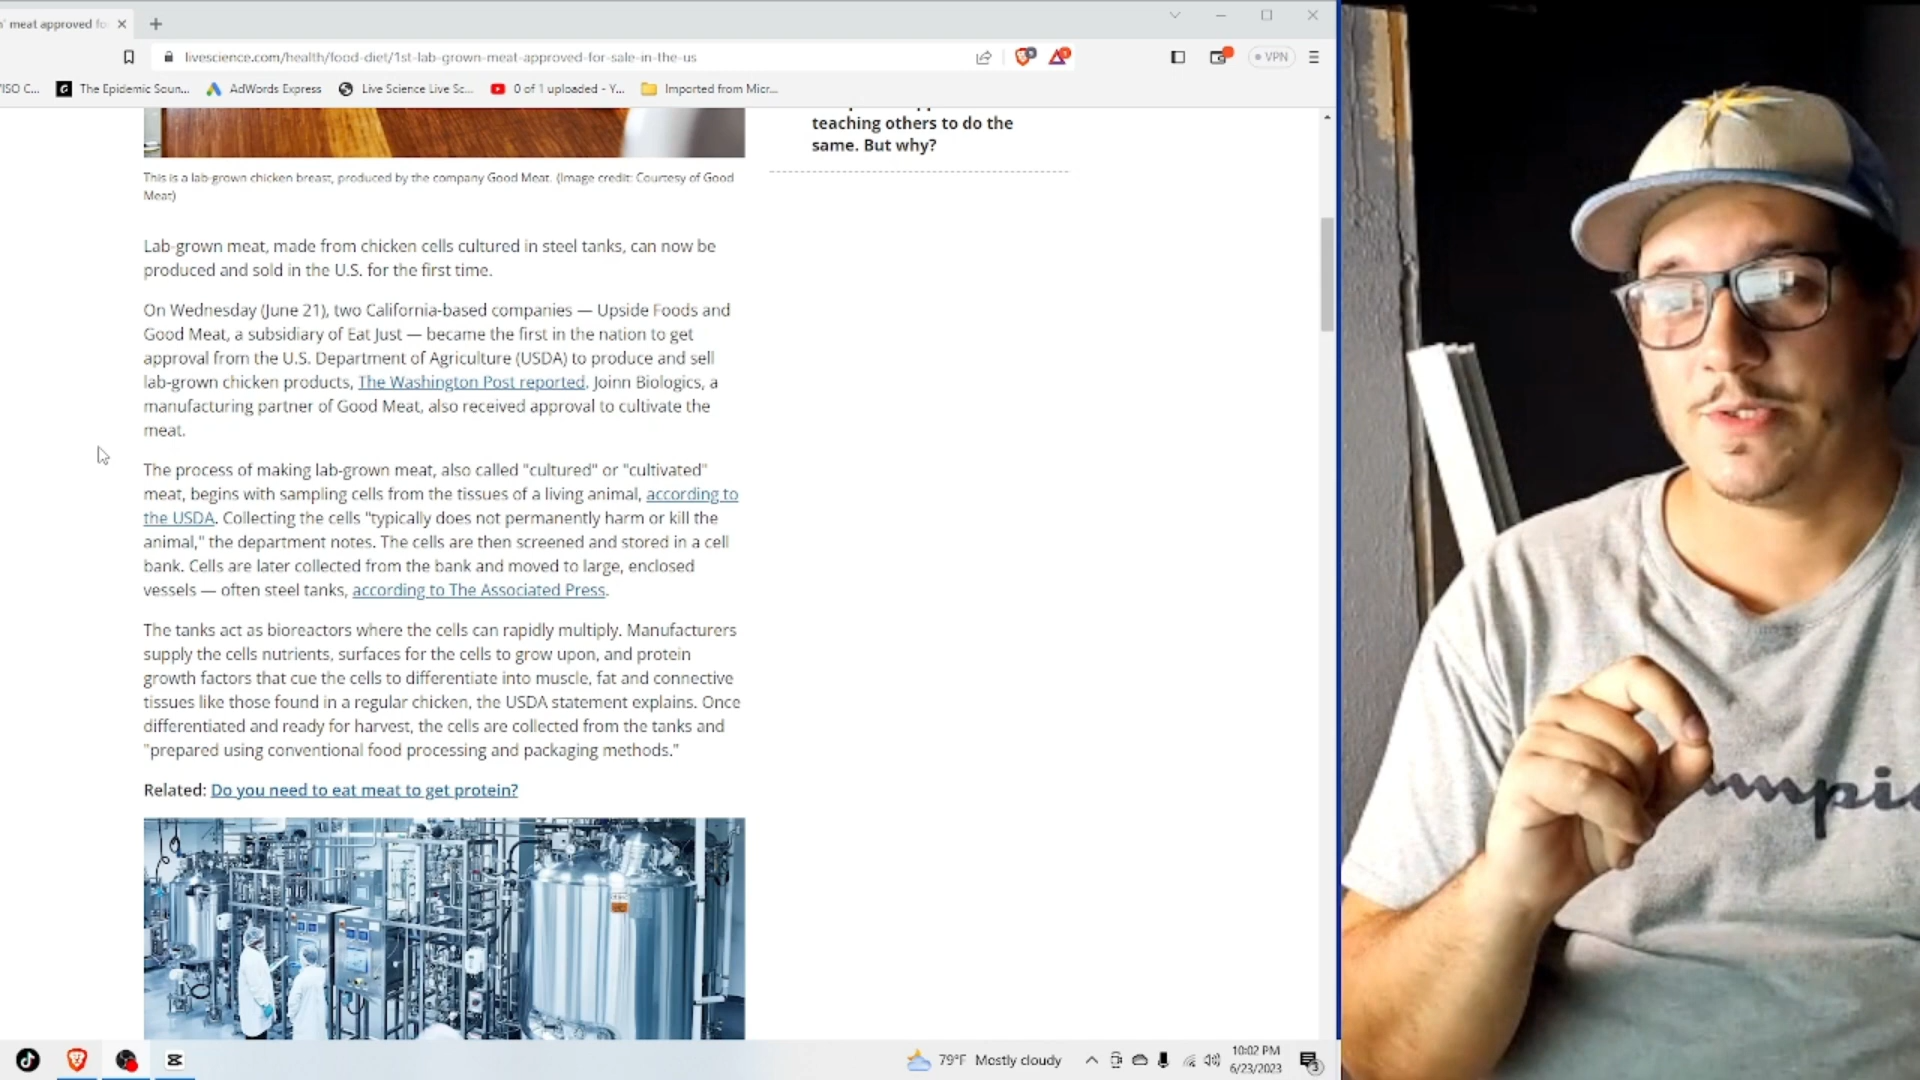 ' meat approved fo
livescience.com/health/food-diet/1st-lab-grown-meat-approved-for-sale-in-the-us
VPN
'ISO C...
The Epidemic Soun...
AdWords Express
Live Science Live Sc...
0 of 1 uploaded - Y...
Imported from Micr...
teaching others to do the
same. But why?
This is a lab-grown chicken breast, produced by the company Good Meat. (Image credit: Courtesy of Good
Meat)
Lab-grown meat, made from chicken cells cultured in steel tanks, can now be
produced and sold in the U.S. for the first time.
On Wednesday (June 21), two California-based companies — Upside Foods and
Good Meat, a subsidiary of Eat Just — became the first in the nation to get
approval from the U.S. Department of Agriculture (USDA) to produce and sell
lab-grown chicken products, The Washington Post reported. Joinn Biologics, a
manufacturing partner of Good Meat, also received approval to cultivate the
meat.
The process of making lab-grown meat, also called "cultured" or "cultivated"
meat, begins with sampling cells from the tissues of a living animal, according to
the USDA. Collecting the cells "typically does not permanently harm or kill the
animal," the department notes. The cells are then screened and stored in a cell
bank. Cells are later collected from the bank and moved to large, enclosed
vessels — often steel tanks, according to The Associated Press.
The tanks act as bioreactors where the cells can rapidly multiply. Manufacturers
supply the cells nutrients, surfaces for the cells to grow upon, and protein
growth factors that cue the cells to differentiate into muscle, fat and connective
tissues like those found in a regular chicken, the USDA statement explains. Once
differentiated and ready for harvest, the cells are collected from the tanks and
"prepared using conventional food processing and packaging methods."
Related: Do you need to eat meat to get protein?
79°F Mostly cloudy
10:02 PM
6/23/2023
3
mpi